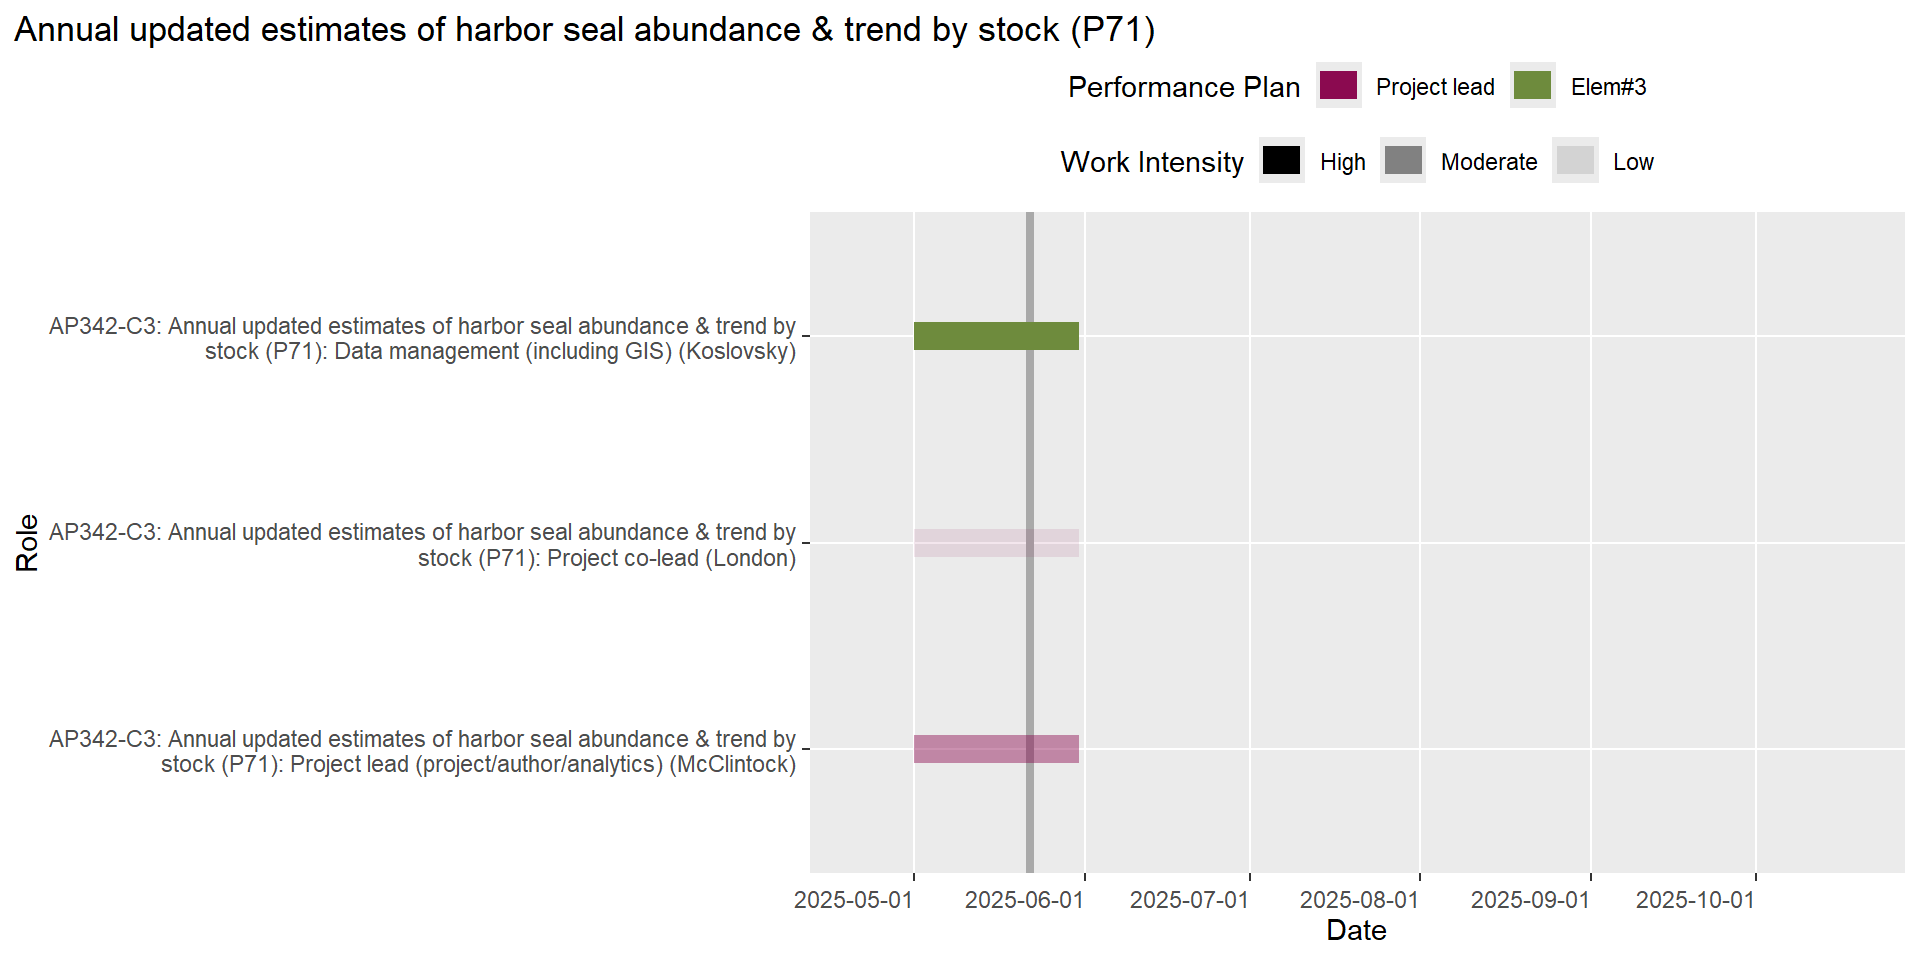 Annual updated estimates of harbor seal abundance & trend by stock (P71)
Performance Plan Project lead Elem#3
Work Intensity High Moderate Low
Role
AP342-C3: Annual updated estimates of harbor seal abundance & trend by
stock (P71): Data management (including GIS) (Koslovsky)
AP342-C3: Annual updated estimates of harbor seal abundance & trend by
stock (P71): Project co-lead (London)
AP342-C3: Annual updated estimates of harbor seal abundance & trend by
stock (P71): Project lead (project/author/analytics) (McClintock)
2025-05-01 2025-06-01 2025-07-01 2025-08-01 2025-09-01 2025-10-01
Date